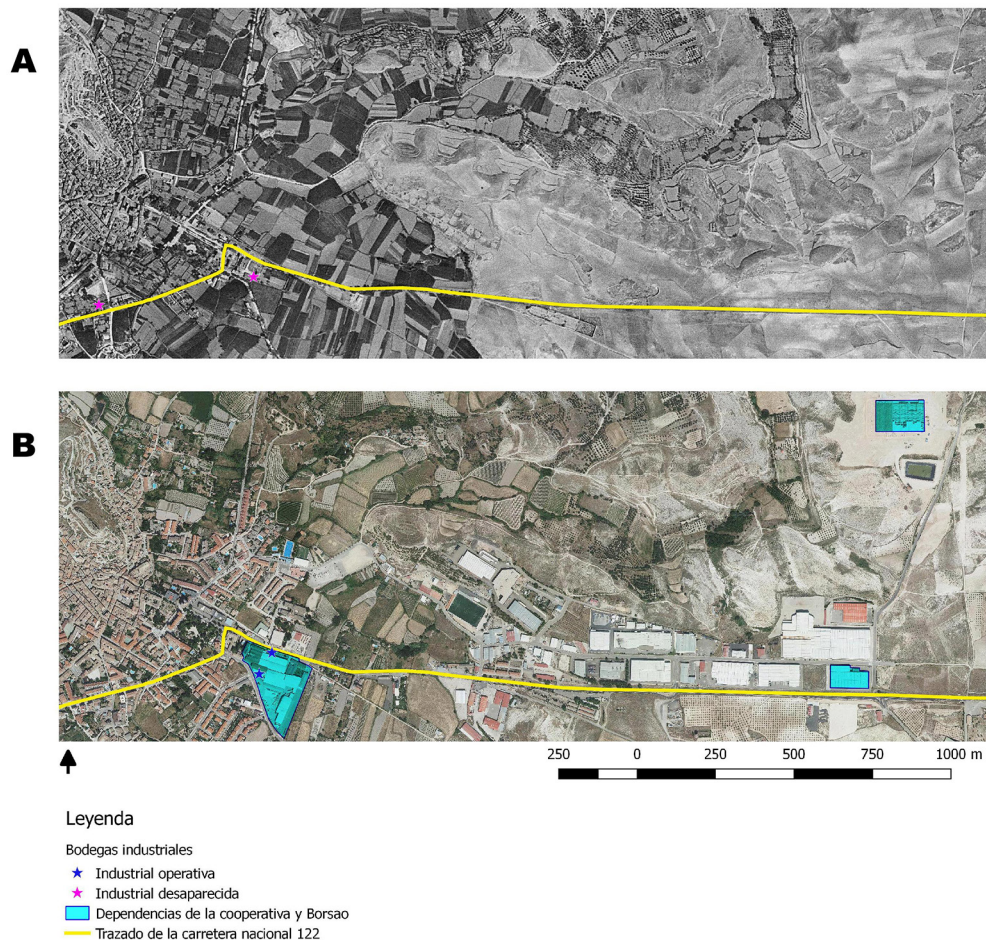 A
B
250 0 250 500 750 1000 m
Leyenda
Bodegas industriales
Industrial operativa
Industrial desaparecida
Dependencias de la cooperativa y Borsao
Trazado de la carretera nacional 122